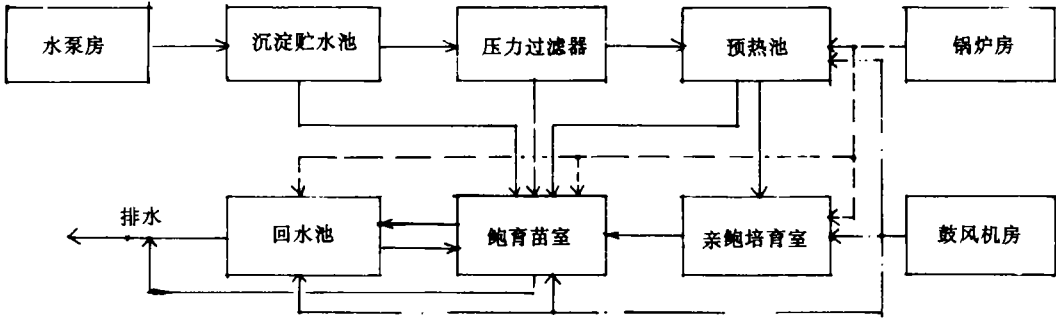 水泵房
沉淀贮水池
压力过滤器
预热池
锅炉房
排水
回水池
鲍育苗室
亲鲍培育室
鼓风机房